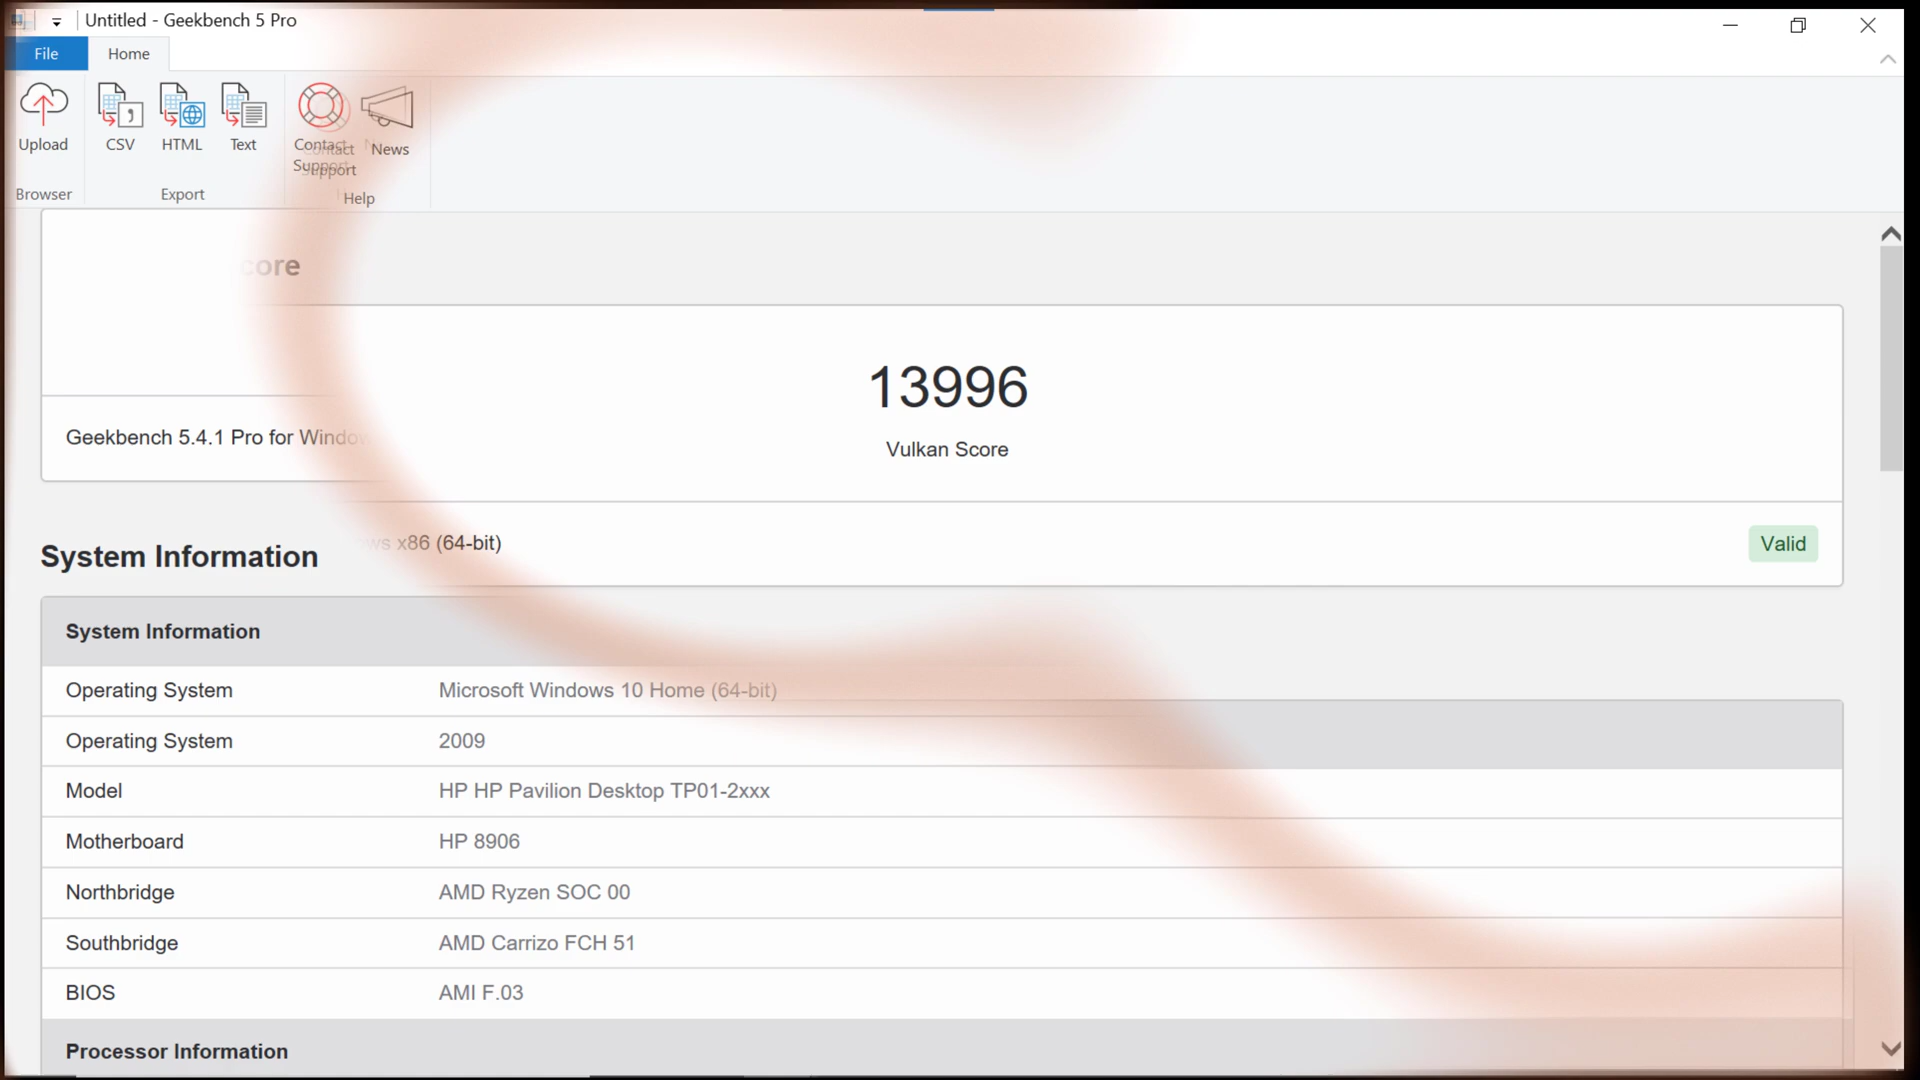 Untitled - Geekbench 5 Pro
File Home
Upload CSV HTML Text Contact Support News
Browser Export Help
13996
Vulkan Score
Geekbench 5.4.1 Pro for
x86 (64-bit)
Valid
System Information
System Information
Operating System Microsoft Windows 10 Home (64-bit)
Operating System 2009
Model HP HP Pavilion Desktop TP01-2xxx
Motherboard HP 8906
Northbridge AMD Ryzen SOC 00
Southbridge AMD Carrizo FCH 51
BIOS AMI F.03
Processor Information